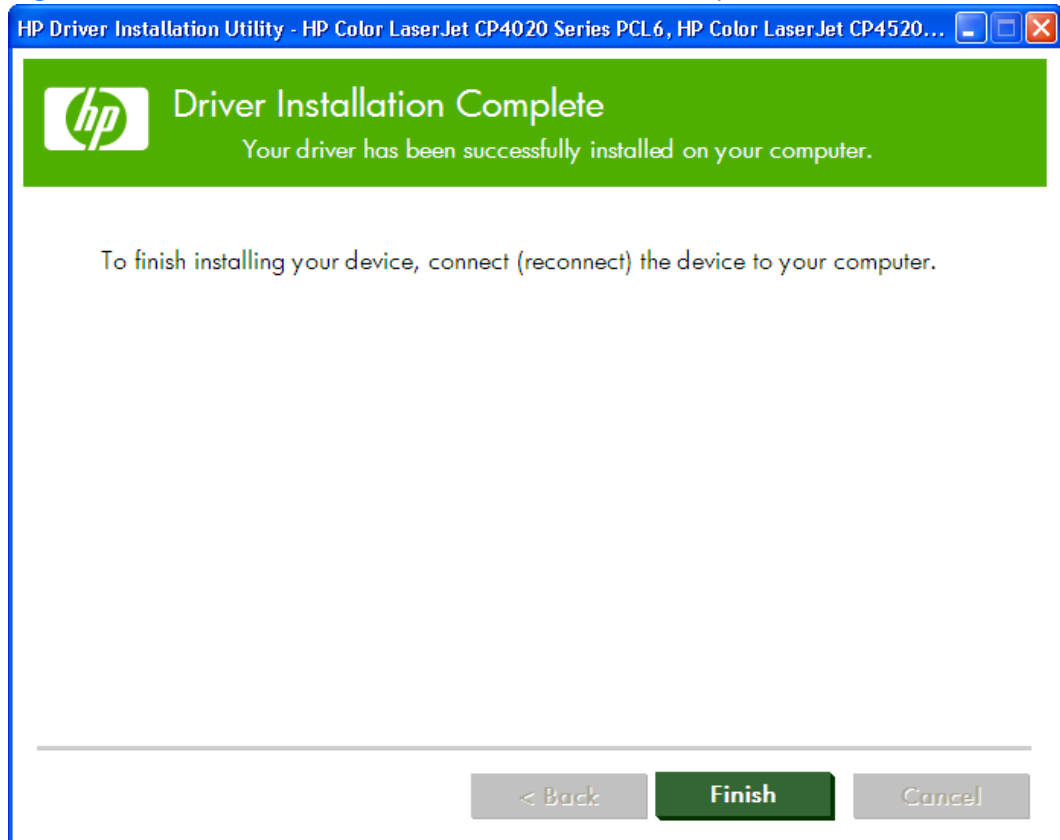 HP Driver Installation Utility - HP Color LaserJet CP4020 Series PCL6, HP Color LaserJet CP4520...
hp
Driver Installation Complete
Your driver has been successfully installed on your computer.
To finish installing your device, connect (reconnect) the device to your computer.
< Back
Finish
Cancel